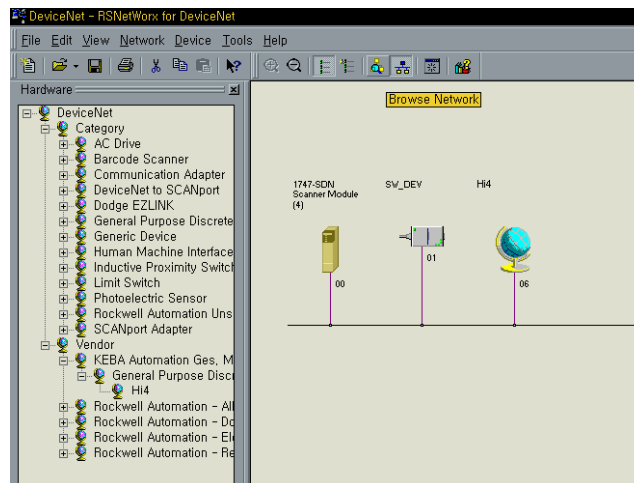 DeviceNet - RSNetWorx for DeviceNet
File Edit View Network Device Tools Help
Hardware
DeviceNet
Category
AC Drive
Barcode Scanner
Communication Adapter
DeviceNet to SCANport
Dodge EZLINK
General Purpose Discrete
Generic Device
Human Machine Interface
Inductive Proximity Switch
Limit Switch
Photoelectric Sensor
Rockwell Automation Uns
SCANport Adapter
Vendor
KEBA Automation Ges, M
General Purpose Discr
Hi4
Rockwell Automation - All
Rockwell Automation - Do
Rockwell Automation - Ele
Rockwell Automation - Re
Browse Network
1747-SDN
Scanner Module
(4)
SW_DEV
Hi4
00
01
06